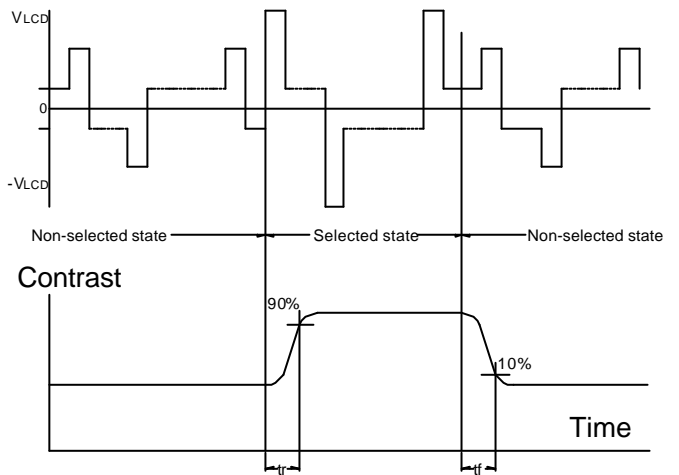 VLCD
0
-VLCD
Non-selected state Selected state Non-selected state
Contrast
90%
10%
Time
tr tf